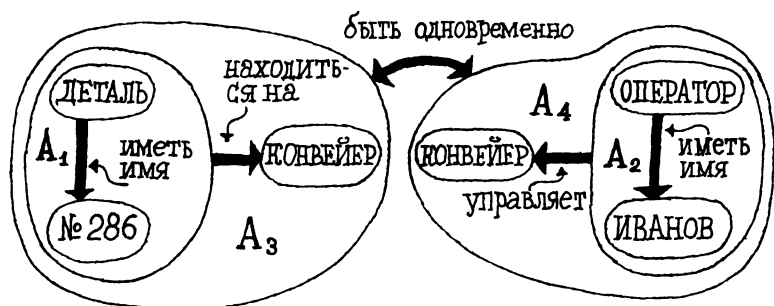 быть одновременно
находить-
ся на
ДЕТАЛЬ
A₁
иметь
имя
№ 286
КОНВЕЙЕР
A₃
A₄
КОНВЕЙЕР
управляет
ОПЕРАТОР
A₂
иметь
имя
ИВАНОВ